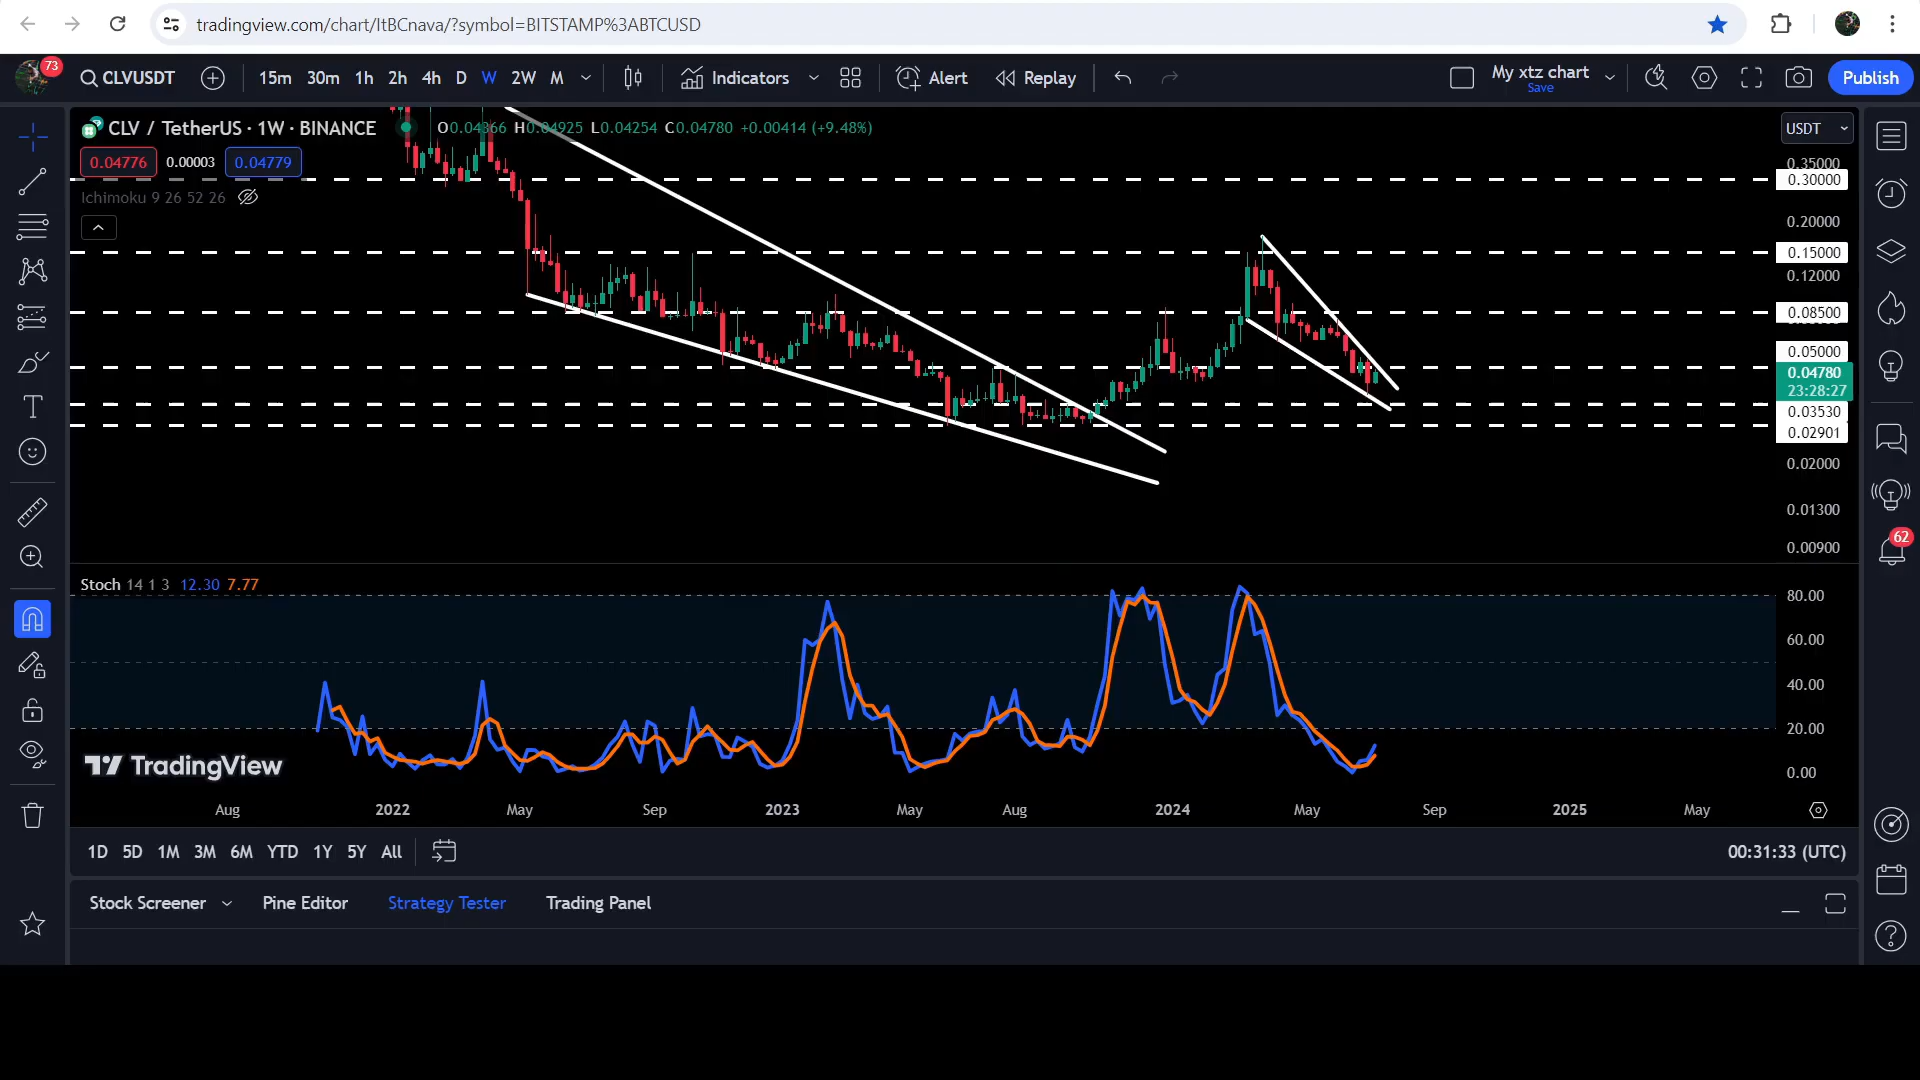 tradingview.com/chart/ItBCnava/?symbol=BITSTAMP%3ABTCUSD
73 CLVUSDT 15m 30m 1h 2h 4h D W 2W M Indicators Alert Replay My xtz chart Save Publish
CLV / TetherUS · 1W · BINANCE O0.04366 H0.04925 L0.04254 C0.04780 +0.00414 (+9.48%) USDT
0.04776 0.00003 0.04779
Ichimoku 9 26 52 26
0.35000
0.30000
0.20000
0.15000
0.12000
0.08500
0.05000
0.04780
23:28:27
0.03530
0.02901
0.02000
0.01300
0.00900
62
Stoch 14 1 3 12.30 7.77
80.00
60.00
40.00
20.00
0.00
TradingView
Aug 2022 May Sep 2023 May Aug 2024 May Sep 2025 May
1D 5D 1M 3M 6M YTD 1Y 5Y All 00:31:33 (UTC)
Stock Screener Pine Editor Strategy Tester Trading Panel